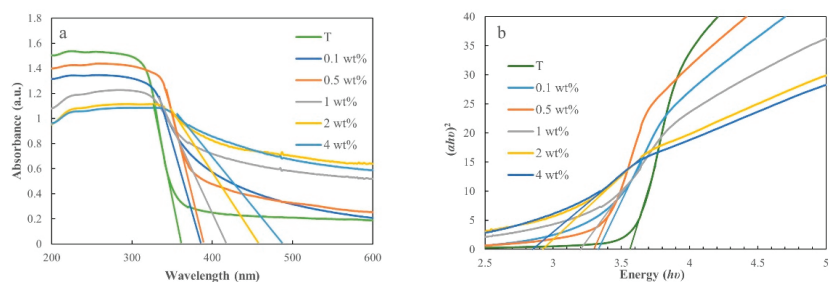 a
Absorbance (a.u.)
1.8
1.6
1.4
1.2
1
0.8
0.6
0.4
0.2
0
200
300
400
500
600
Wavelength (nm)
T
0.1 wt%
0.5 wt%
1 wt%
2 wt%
4 wt%
b
(αhυ)²
40
35
30
25
20
15
10
5
0
2.5
3
3.5
4
4.5
5
Energy (hυ)
T
0.1 wt%
0.5 wt%
1 wt%
2 wt%
4 wt%